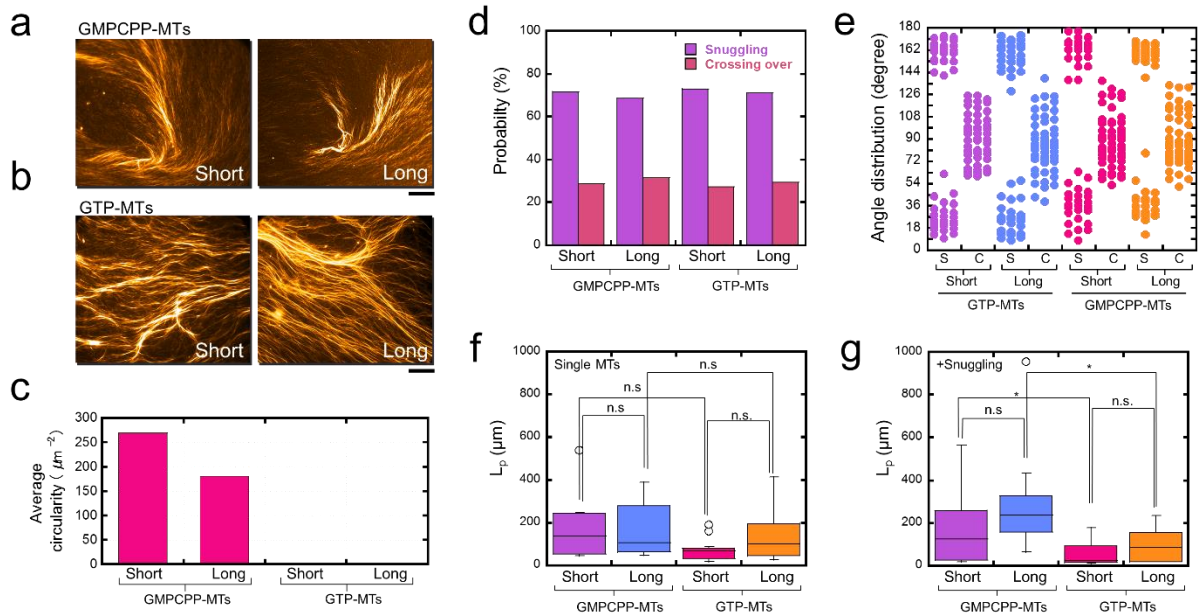 a
GMPCPP-MTs
Short
Long
b
GTP-MTs
Short
Long
c
Average
circularity ( μm⁻²)
300
250
200
150
100
50
0
Short
Long
GMPCPP-MTs
Short
Long
GTP-MTs
d
Probabilty (%)
100
80
60
40
20
0
Snuggling
Crossing over
Short
Long
Short
Long
GMPCPP-MTs
GTP-MTs
e
Angle distribution (degree)
180
162
144
126
108
90
72
54
36
18
0
S C S C S C S C
Short
Long
Short
Long
GTP-MTs
GMPCPP-MTs
f
Lp (μm)
1000
800
600
400
200
0
Single MTs
n.s
n.s
n.s
n.s.
Short
Long
Short
Long
GMPCPP-MTs
GTP-MTs
g
Lp (μm)
1000
800
600
400
200
0
+Snuggling
*
*
n.s
n.s.
Short
Long
Short
Long
GMPCPP-MTs
GTP-MTs